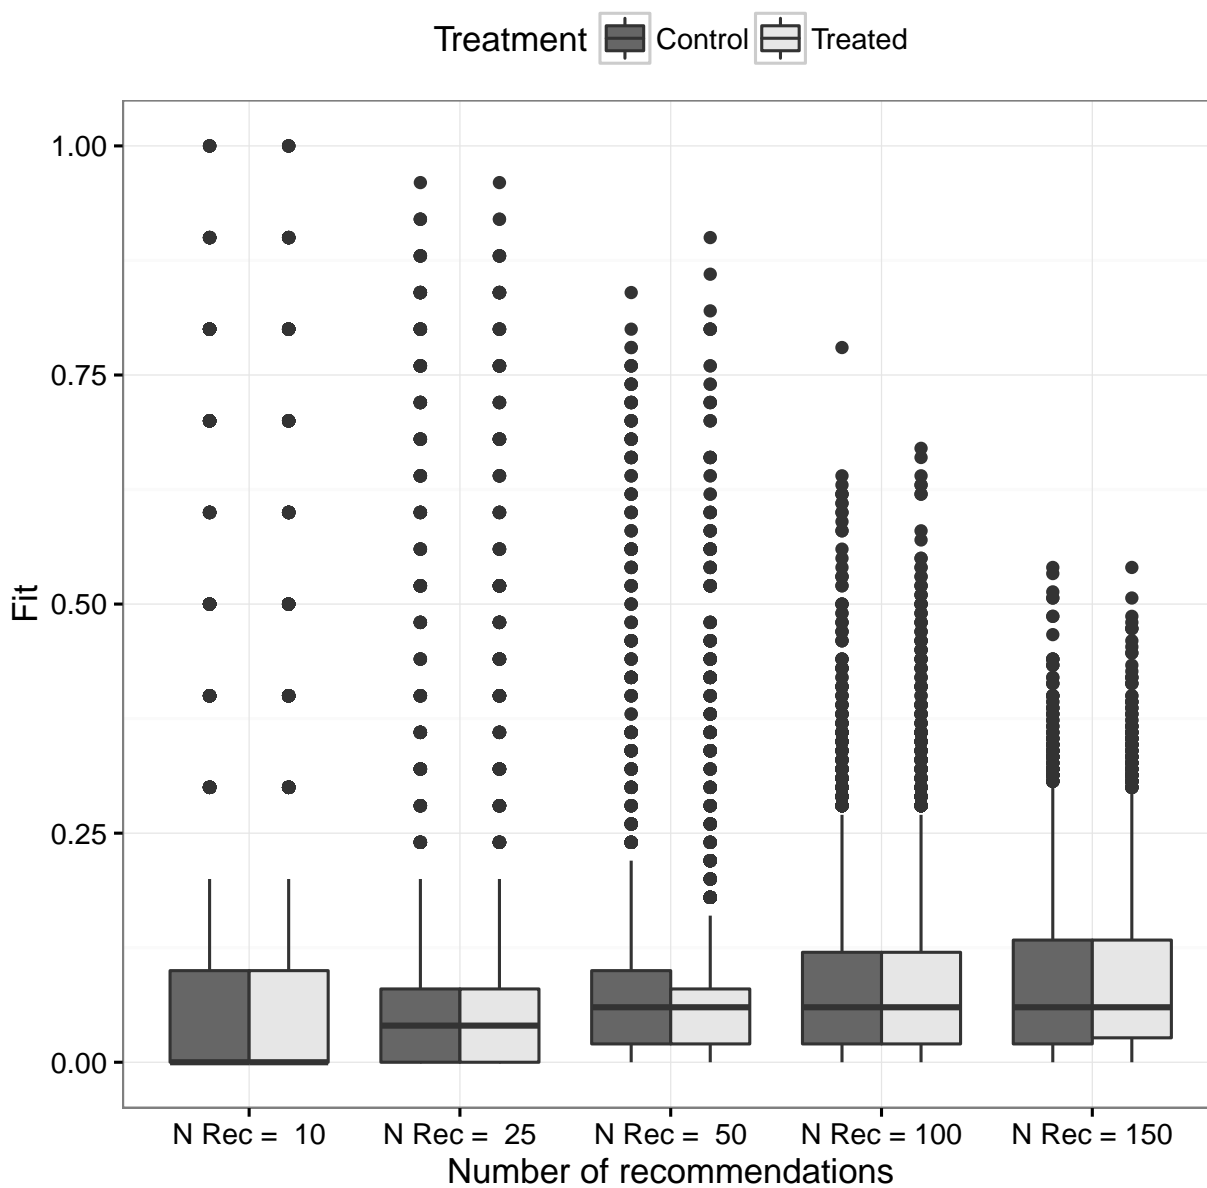 Treatment Control Treated
1.00
0.75
0.50
0.25
0.00
Fit
N Rec =  10 N Rec =  25 N Rec =  50 N Rec = 100 N Rec = 150
Number of recommendations